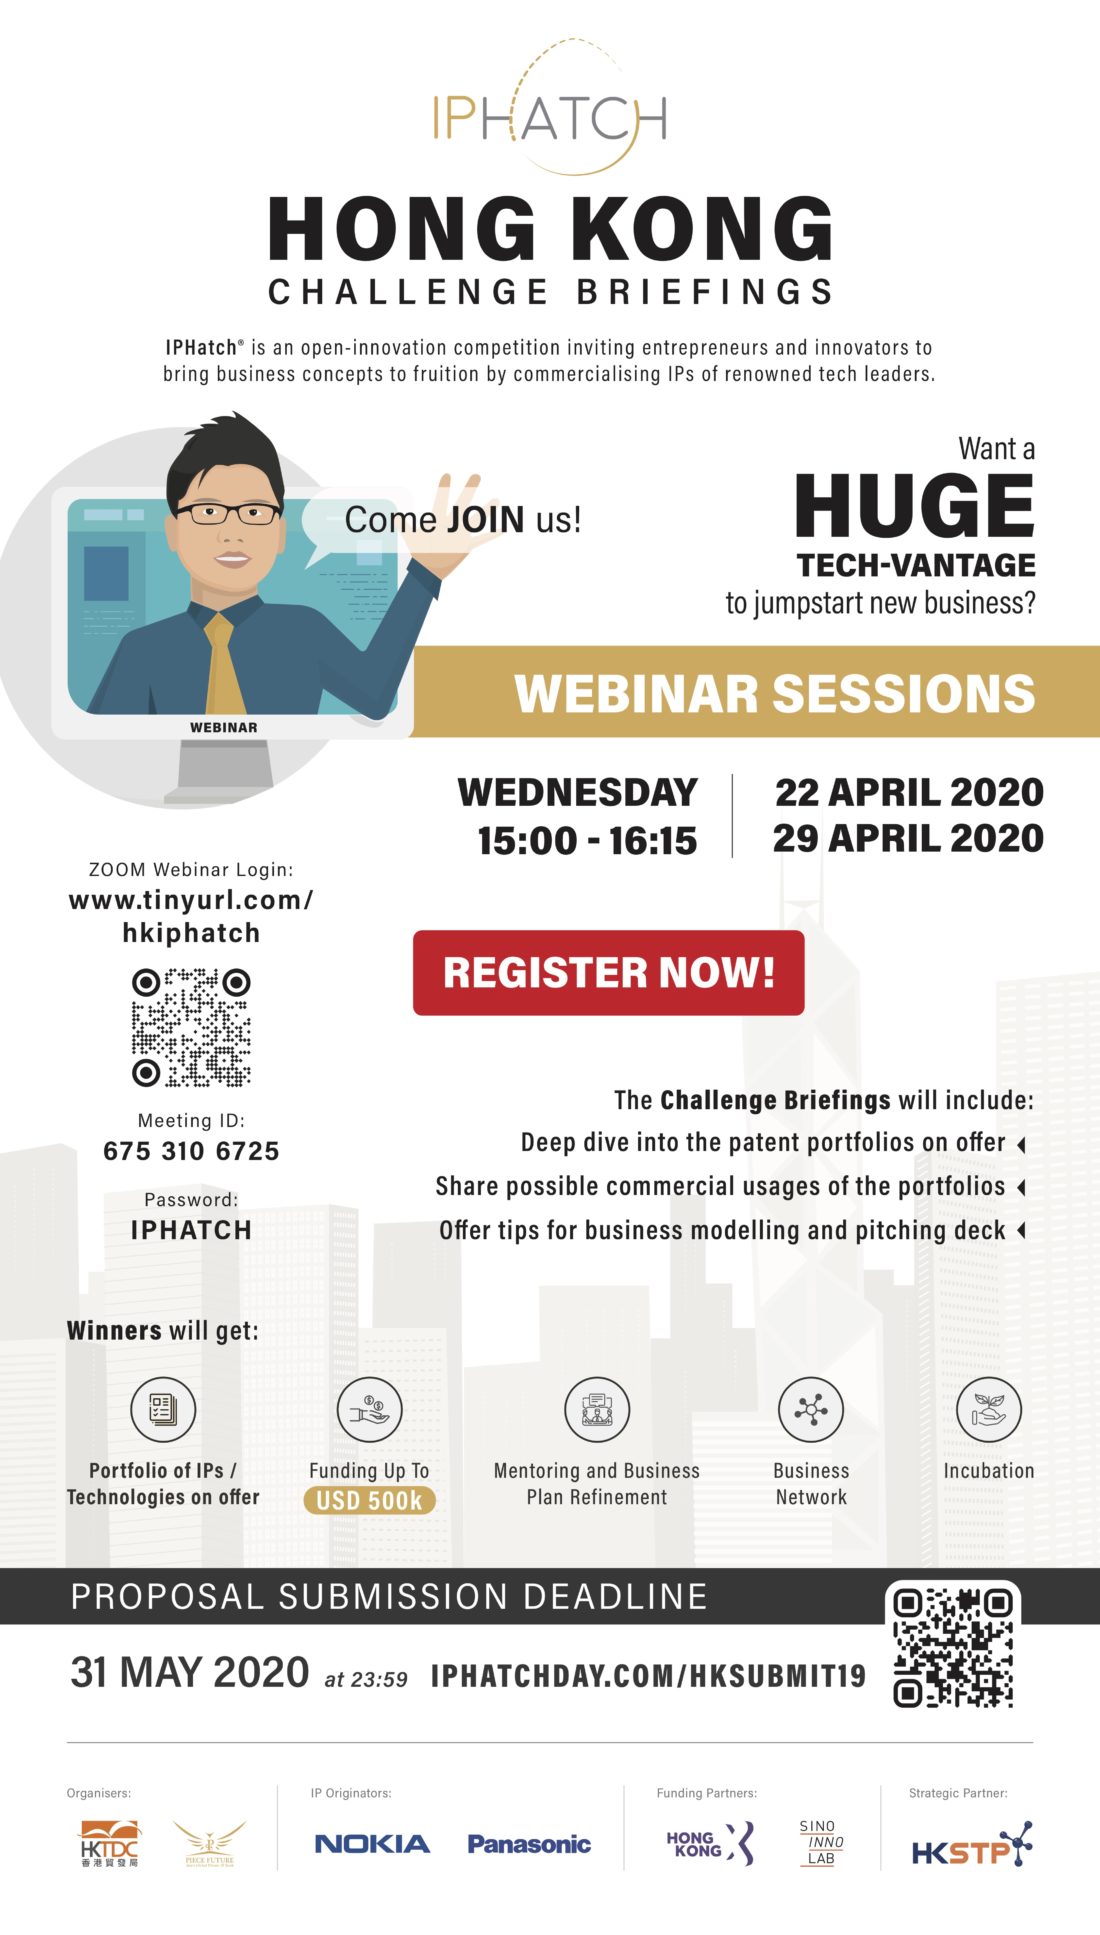 IPHATCH
HONG KONG
CHALLENGE BRIEFINGS
IPHatch® is an open-innovation competition inviting entrepreneurs and innovators to
bring business concepts to fruition by commercialising IPs of renowned tech leaders.
Come JOIN us!
WEBINAR
Want a
HUGE
TECH-VANTAGE
to jumpstart new business?
WEBINAR SESSIONS
WEDNESDAY
15:00 - 16:15
22 APRIL 2020
29 APRIL 2020
ZOOM Webinar Login:
www.tinyurl.com/
hkiphatch
Meeting ID:
675 310 6725
Password:
IPHATCH
REGISTER NOW!
The Challenge Briefings will include:
Deep dive into the patent portfolios on offer
Share possible commercial usages of the portfolios
Offer tips for business modelling and pitching deck
Winners will get:
Portfolio of IPs /
Technologies on offer
Funding Up To
USD 500k
Mentoring and Business
Plan Refinement
Business
Network
Incubation
PROPOSAL SUBMISSION DEADLINE
31 MAY 2020 at 23:59 IPHATCHDAY.COM/HKSUBMIT19
Organisers:
HKTDC
香港貿發局
PIECE FUTURE
IP Originators:
NOKIA
Panasonic
Funding Partners:
HONG
KONG X
SINO
INNO
LAB
Strategic Partner:
HKSTP